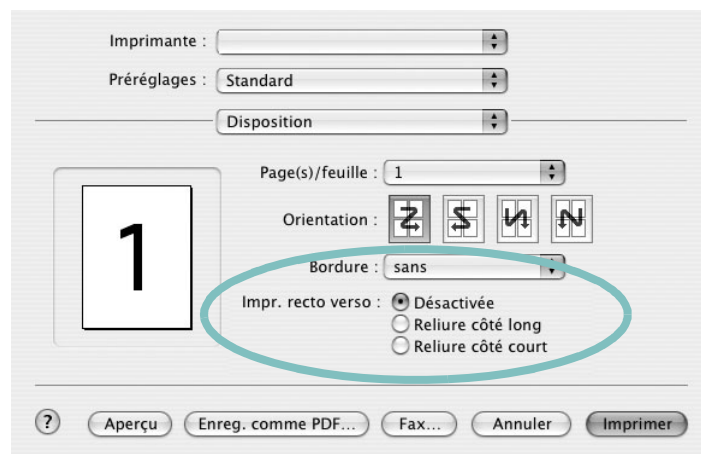 Imprimante :
Préréglages : Standard
Disposition
Page(s)/feuille : 1
Orientation :
1
Bordure : sans
Impr. recto verso : Désactivée
Reliure côté long
Reliure côté court
? Aperçu Enreg. comme PDF... Fax... Annuler Imprimer